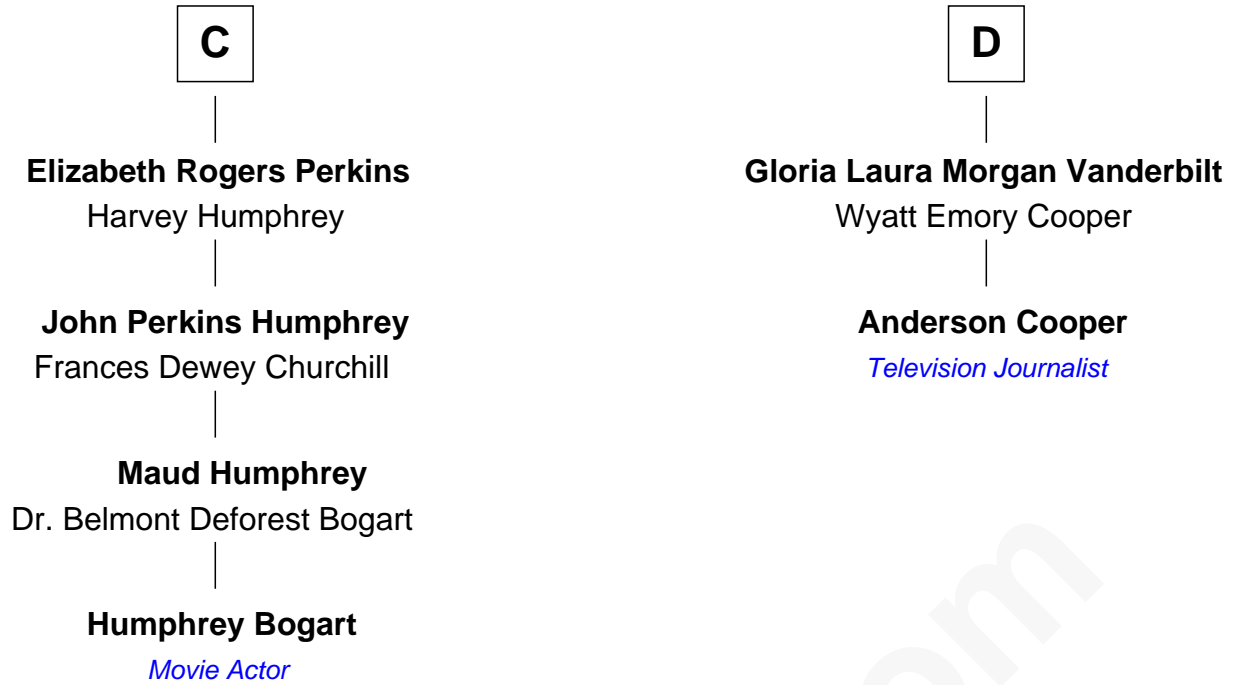 C
Elizabeth Rogers Perkins
Harvey Humphrey
John Perkins Humphrey
Frances Dewey Churchill
Maud Humphrey
Dr. Belmont Deforest Bogart
Humphrey Bogart
Movie Actor
D
Gloria Laura Morgan Vanderbilt
Wyatt Emory Cooper
Anderson Cooper
Television Journalist
om